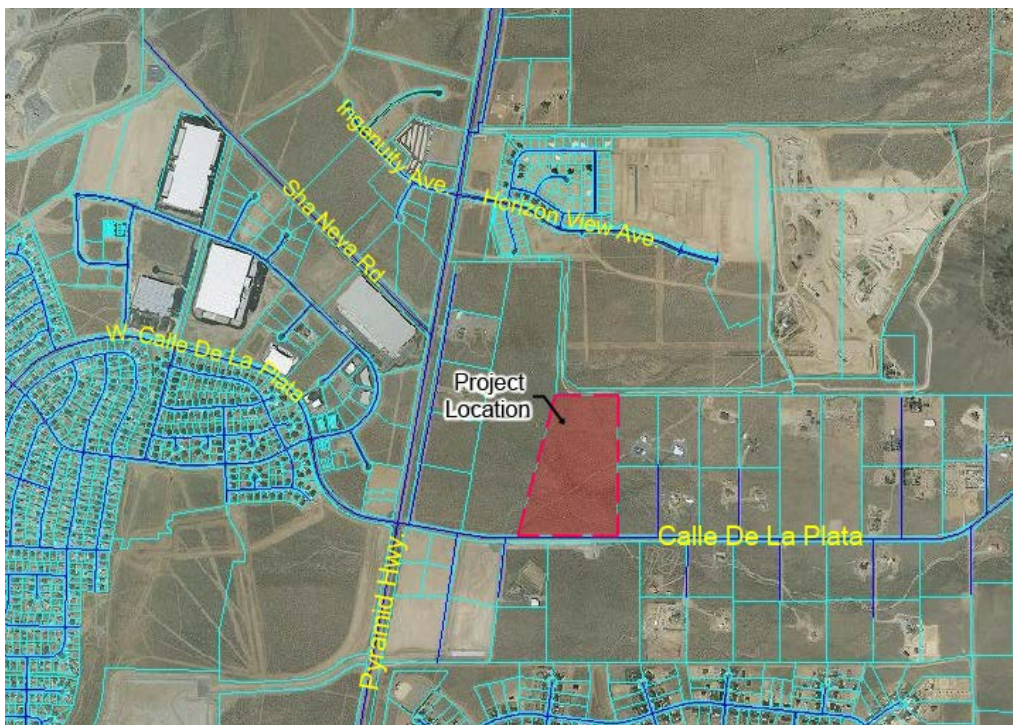 Ingenuity Ave.
Sha Neva Rd
Horizon View Ave.
W. Calle De La Plata
Project
Location
Calle De La Plata
Pyramid Hwy.